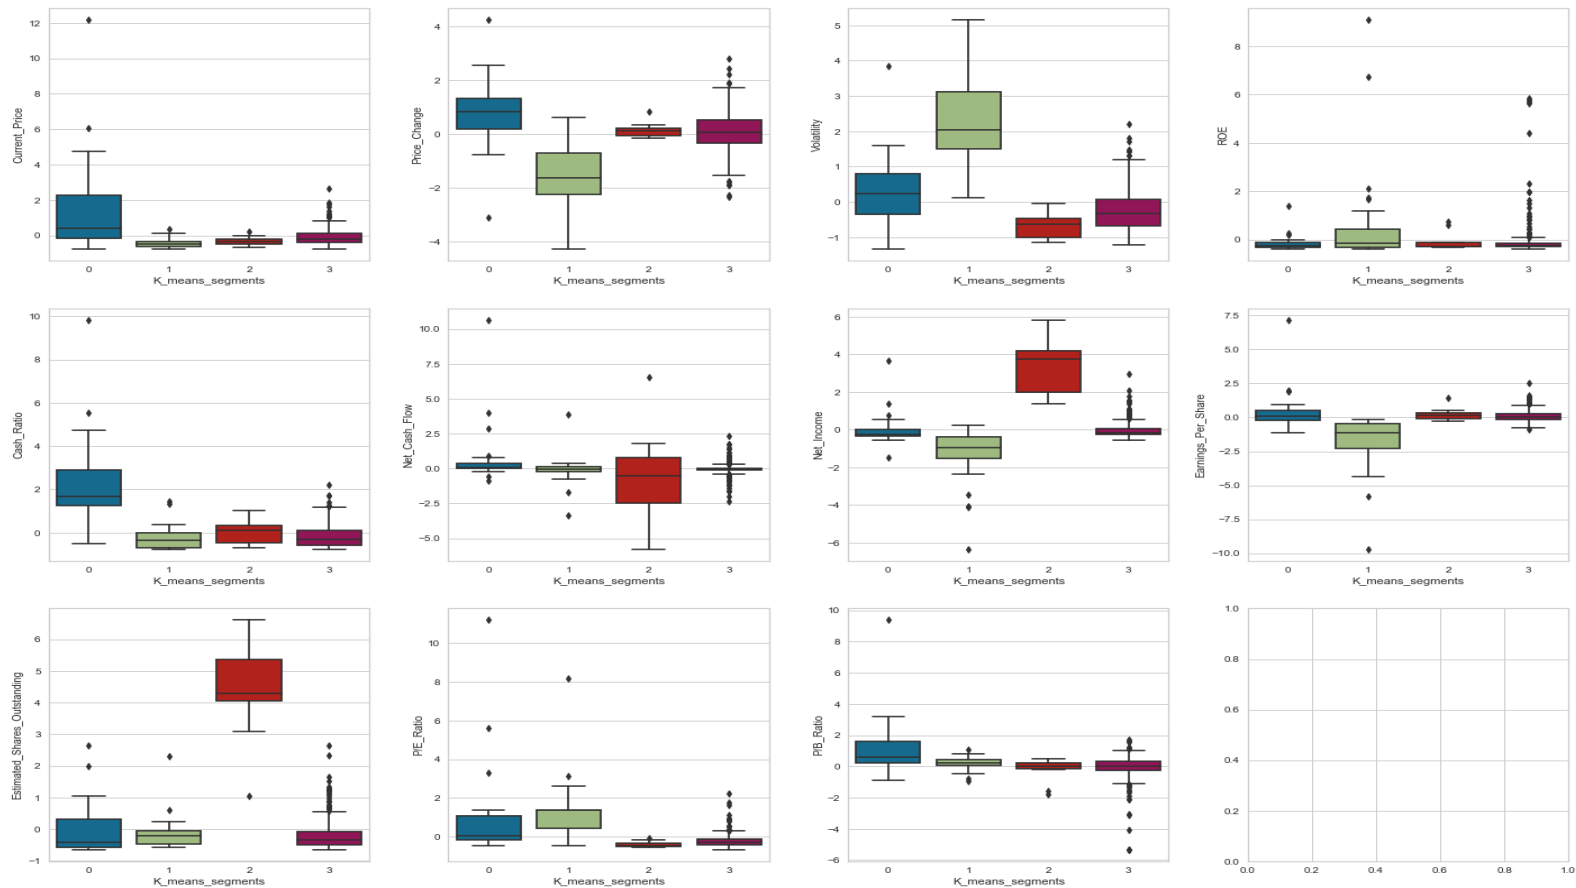 12
10
8
6
4
2
0
Current_Price
0 1 2 3
K_means_segments
4
2
0
−2
−4
Price_Change
0 1 2 3
K_means_segments
5
4
3
2
1
0
−1
Volatility
0 1 2 3
K_means_segments
8
6
4
2
0
ROE
0 1 2 3
K_means_segments
10
8
6
4
2
0
Cash_Ratio
0 1 2 3
K_means_segments
10.0
7.5
5.0
2.5
0.0
−2.5
−5.0
Net_Cash_Flow
0 1 2 3
K_means_segments
6
4
2
0
−2
−4
−6
Net_Income
0 1 2 3
K_means_segments
7.5
5.0
2.5
0.0
−2.5
−5.0
−7.5
−10.0
Earnings_Per_Share
0 1 2 3
K_means_segments
6
5
4
3
2
1
0
−1
Estimated_Shares_Outstanding
0 1 2 3
K_means_segments
10
8
6
4
2
0
P/E_Ratio
0 1 2 3
K_means_segments
10
8
6
4
2
0
−2
−4
−6
P/B_Ratio
0 1 2 3
K_means_segments
1.0
0.8
0.6
0.4
0.2
0.0
0.0 0.2 0.4 0.6 0.8 1.0